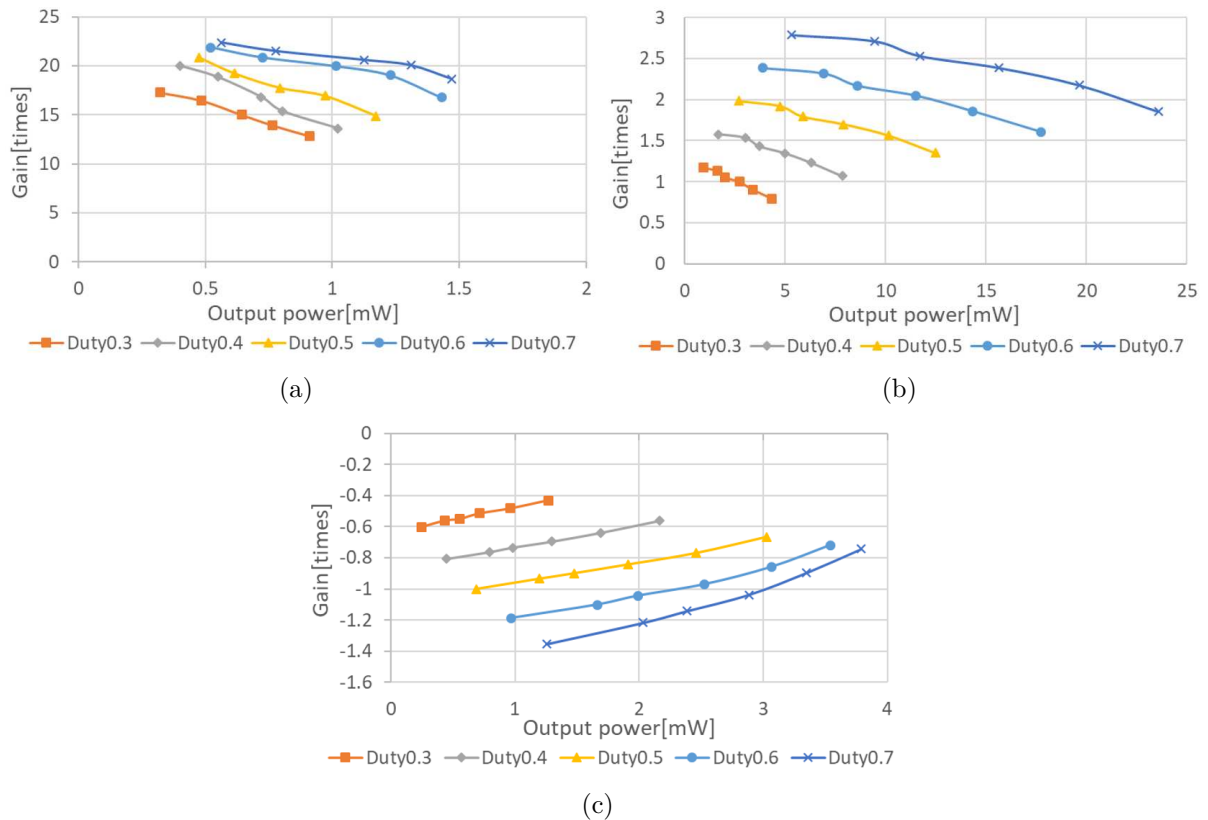 25
20
15
10
5
0
Gain[times]
0 0.5 1 1.5 2
Output power[mW]
Duty0.3 Duty0.4 Duty0.5 Duty0.6 Duty0.7
(a)
3
2.5
2
1.5
1
0.5
0
Gain[times]
0 5 10 15 20 25
Output power[mW]
Duty0.3 Duty0.4 Duty0.5 Duty0.6 Duty0.7
(b)
0
-0.2
-0.4
-0.6
-0.8
-1
-1.2
-1.4
-1.6
Gain[times]
0 1 2 3 4
Output power[mW]
Duty0.3 Duty0.4 Duty0.5 Duty0.6 Duty0.7
(c)